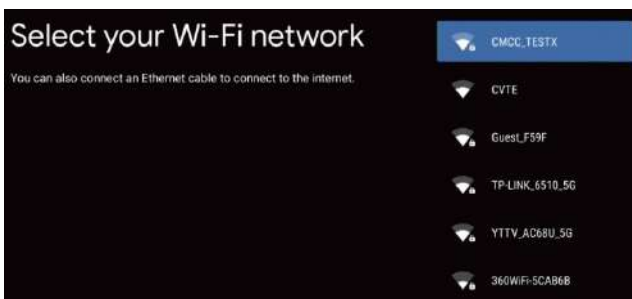 Select your Wi-Fi network
You can also connect an Ethernet cable to connect to the internet.
CMCC_TESTX
CVTE
Guest_F59F
TP-LINK_6510_5G
YTTV_AC68U_5G
360WiFi-5CAB6B